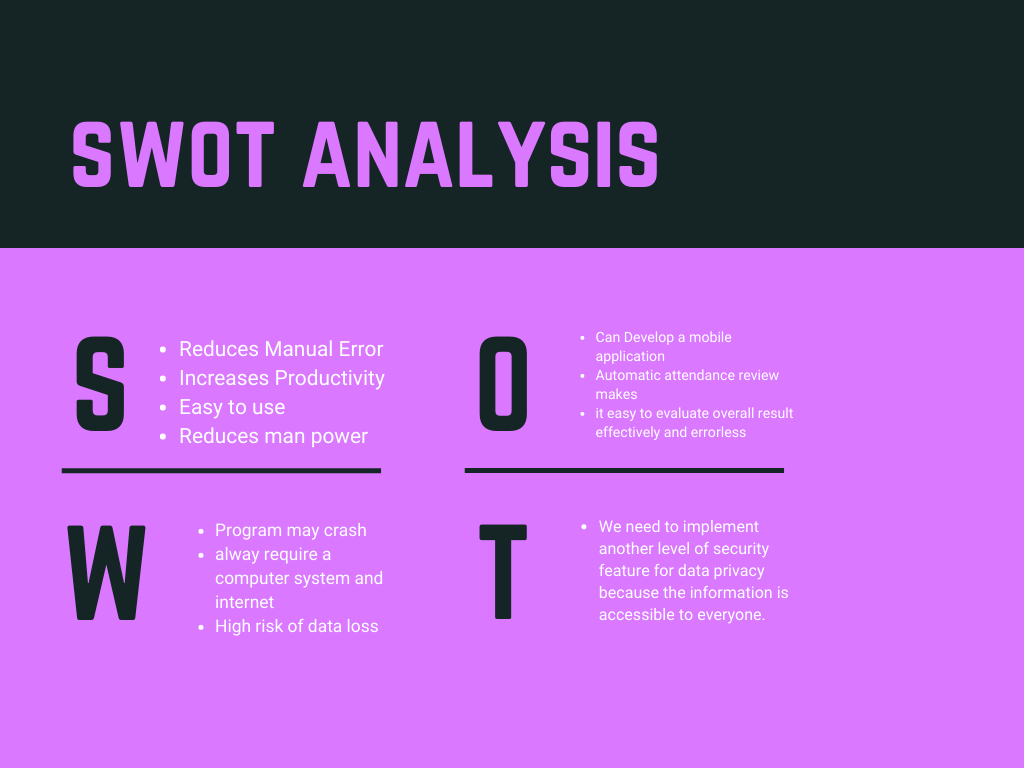 SWOT ANALYSIS
S
• Reduces Manual Error
• Increases Productivity
• Easy to use
• Reduces man power
O
• Can Develop a mobile
application
• Automatic attendance review
makes
• it easy to evaluate overall result
effectively and errorless
W
• Program may crash
• alway require a
computer system and
internet
• High risk of data loss
T
• We need to implement
another level of security
feature for data privacy
because the information is
accessible to everyone.